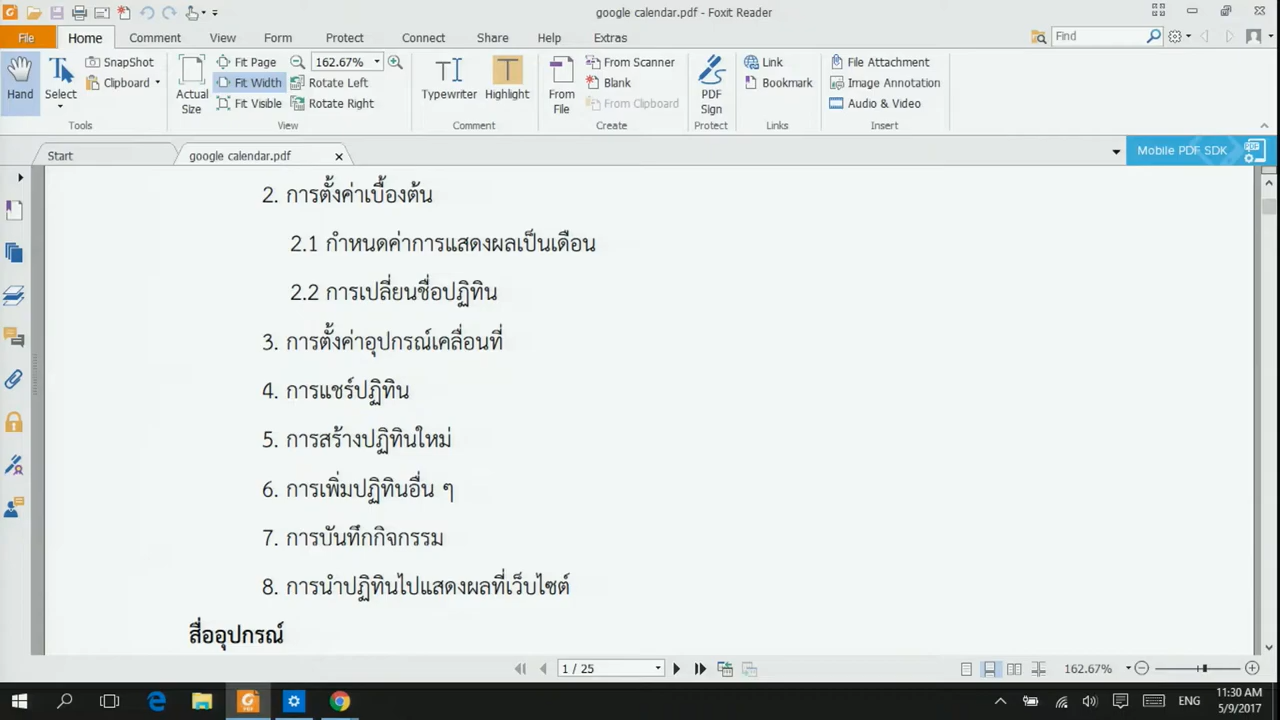 google calendar.pdf - Foxit Reader
File Home Comment View Form Protect Connect Share Help Extras Find
Hand
Select
SnapShot
Clipboard
Tools
Actual Size
Fit Page
Fit Width
Fit Visible
162.67%
Rotate Left
Rotate Right
View
Typewriter
Highlight
Comment
From File
From Scanner
Blank
From Clipboard
Create
PDF Sign
Protect
Link
Bookmark
Links
File Attachment
Image Annotation
Audio & Video
Insert
Start
google calendar.pdf
Mobile PDF SDK
2. การตั้งค่าเบื้องต้น
2.1 กำหนดค่าการแสดงผลเป็นเดือน
2.2 การเปลี่ยนชื่อปฏิทิน
3. การตั้งค่าอุปกรณ์เคลื่อนที่
4. การแชร์ปฏิทิน
5. การสร้างปฏิทินใหม่
6. การเพิ่มปฏิทินอื่น ๆ
7. การบันทึกกิจกรรม
8. การนำปฏิทินไปแสดงผลที่เว็บไซต์
สื่ออุปกรณ์
1 / 25
162.67%
ENG
11:30 AM
5/9/2017